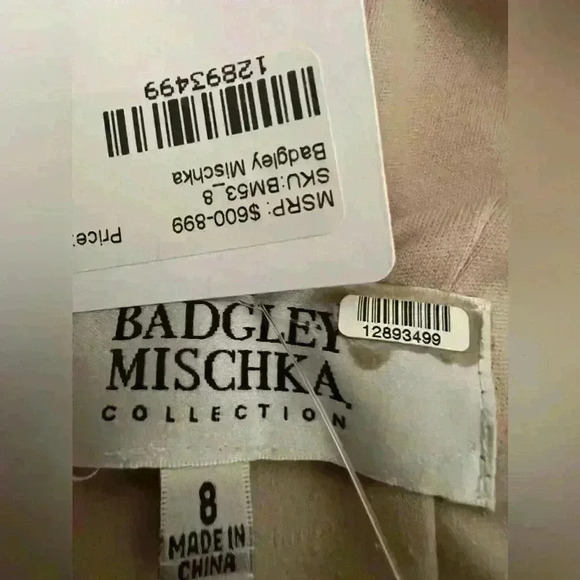 Price:
MSRP: $600-899
SKU:BM53_8
Badgley Mischka
12893499
BADGLEY
MISCHKA
COLLECTION
12893499
8
MADE IN
CHINA